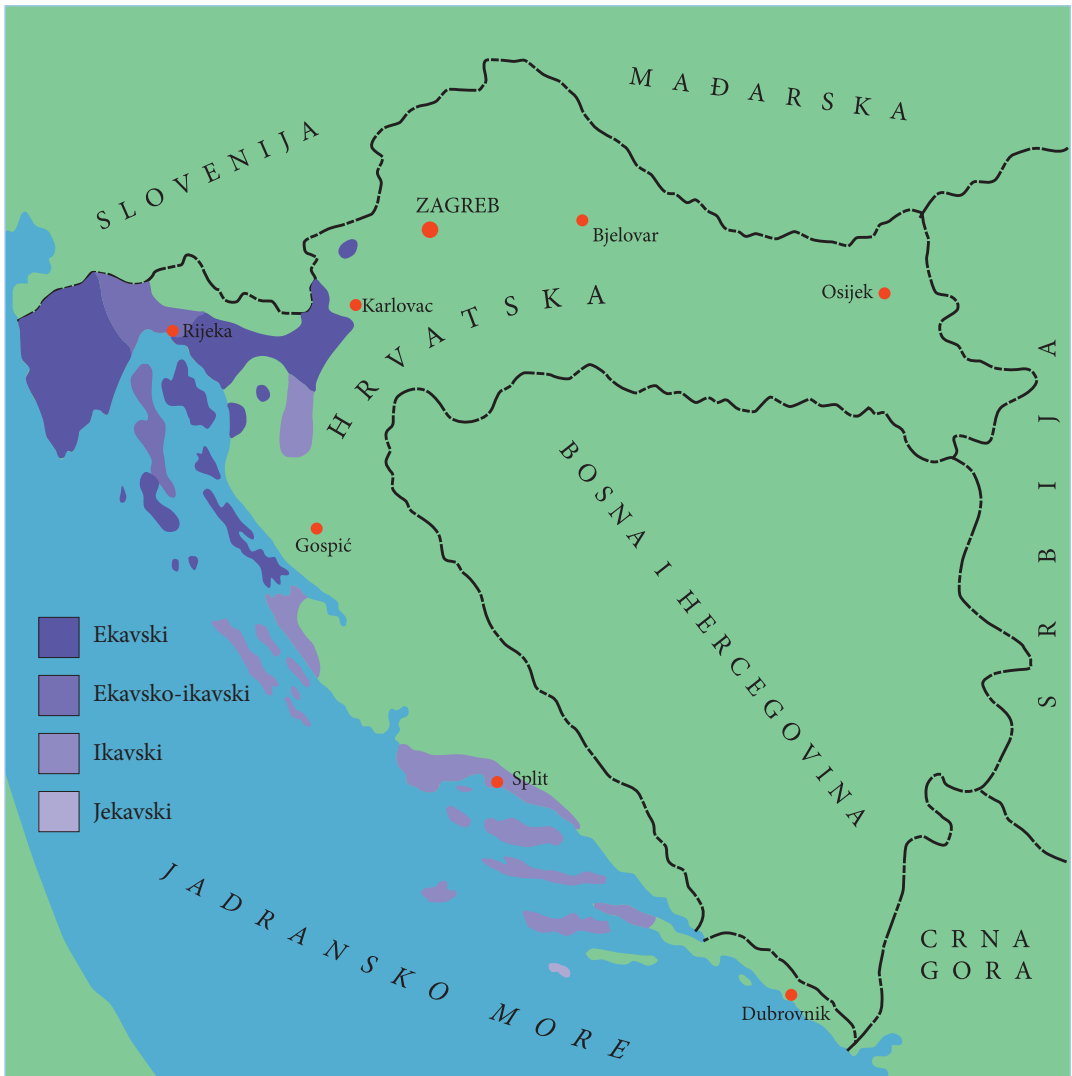 MAĐARSKA
SLOVENIJA
ZAGREB
Bjelovar
Osijek
Karlovac
HRVATSKA
Rijeka
SRBIJA
BOSNA I HERCEGOVINA
Gospić
Ekavski
Ekavsko-ikavski
Ikavski
Jekavski
Split
JADRANSKO MORE
CRNA
GORA
Dubrovnik